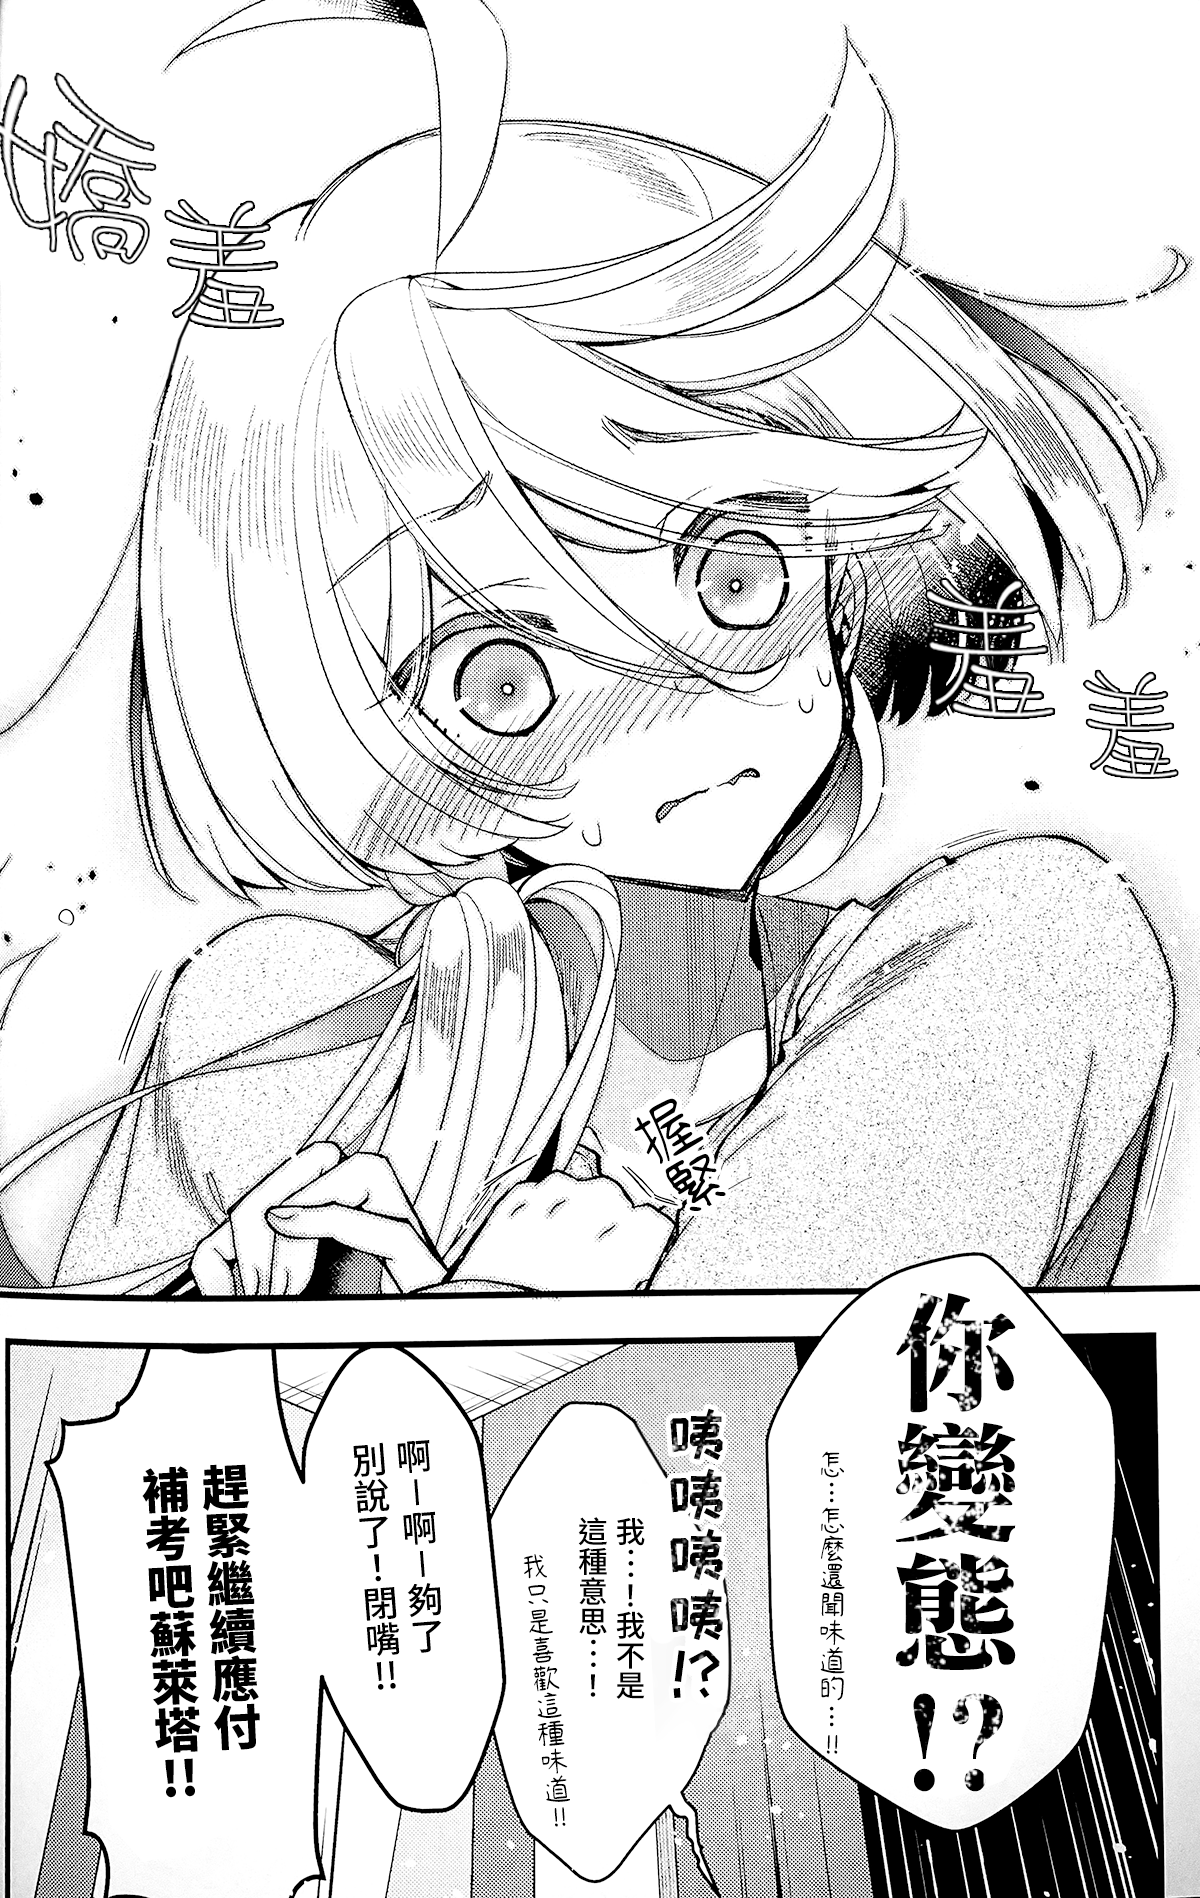 嬌羞
羞羞
握緊
你變態!?
怎…怎麼還聞味道的…!!
咦咦咦咦!?
我…!我不是
這種意思…!
我只是喜歡這種味道!!
啊ー啊ー夠了
別說了!閉嘴!!
趕緊繼續應付
補考吧蘇萊塔!!